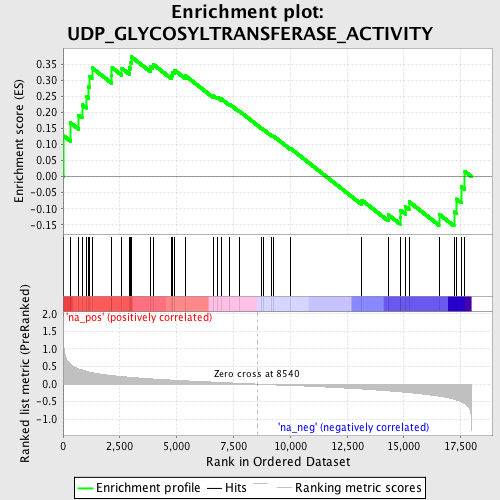 Enrichment plot:
UDP_GLYCOSYLTRANSFERASE_ACTIVITY
Enrichment score (ES)
0.35
0.30
0.25
0.20
0.15
0.10
0.05
0.00
-0.05
-0.10
-0.15
'na_pos' (positively correlated)
Ranked list metric (PreRanked)
2.0
1.5
1.0
0.5
0.0
-0.5
-1.0
Zero cross at 8540
'na_neg' (negatively correlated)
0 2,500 5,000 7,500 10,000 12,500 15,000 17,500
Rank in Ordered Dataset
Enrichment profile Hits Ranking metric scores